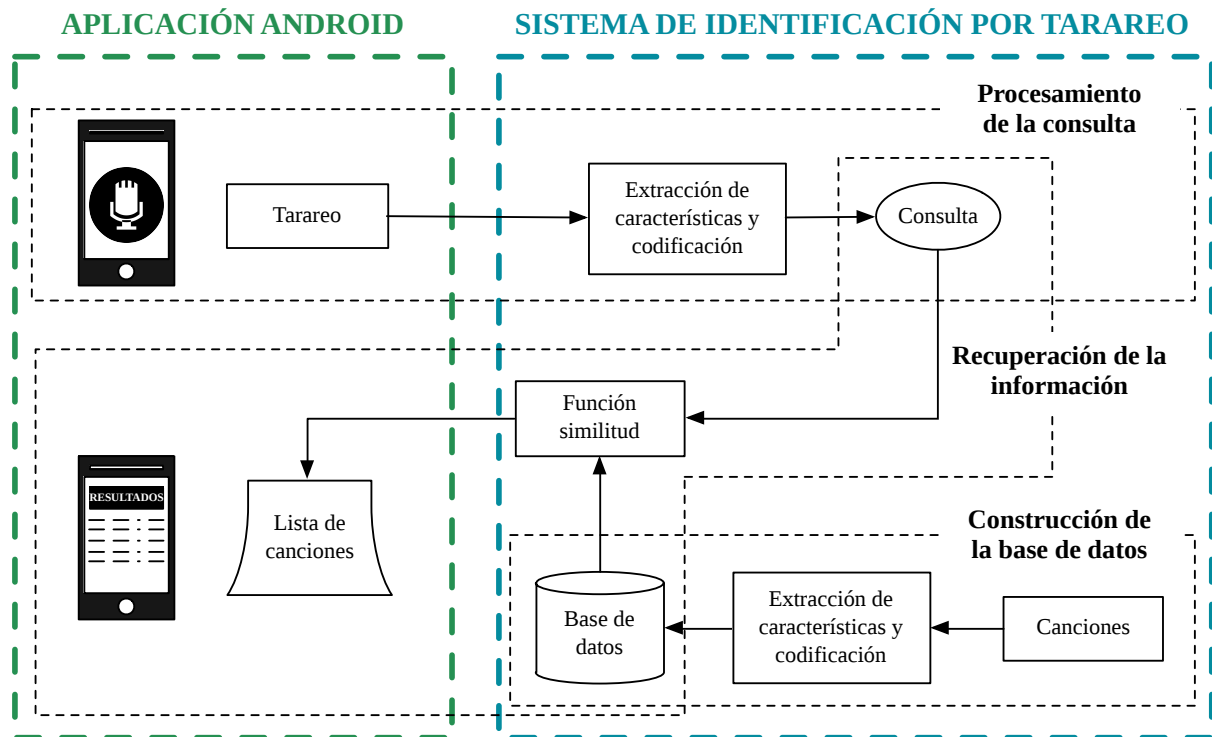 APLICACIÓN ANDROID
SISTEMA DE IDENTIFICACIÓN POR TARAREO
Procesamiento
de la consulta
Tarareo
Extracción de
características y
codificación
Consulta
Recuperación de la
información
Función
similitud
RESULTADOS
Lista de
canciones
Construcción de
la base de datos
Base de
datos
Extracción de
características y
codificación
Canciones